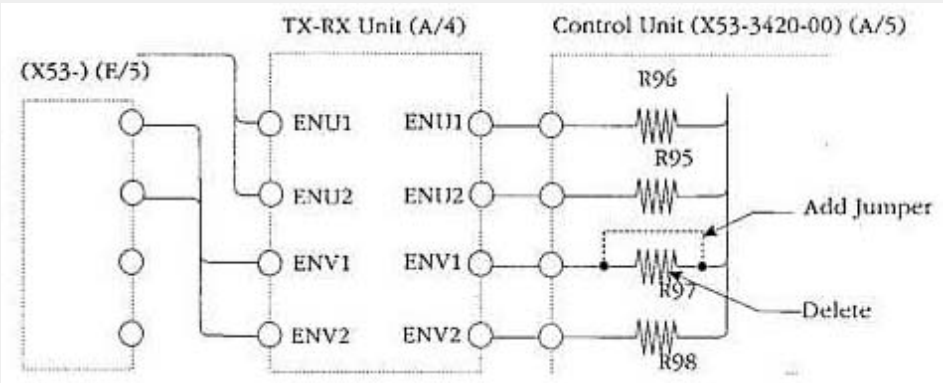 TX-RX Unit (A/4)
Control Unit (X53-3420-00) (A/5)
(X53-) (E/5)
R96
ENU1
ENU1
R95
ENU2
ENU2
Add Jumper
ENV1
ENV1
R97
Delete
ENV2
ENV2
R98